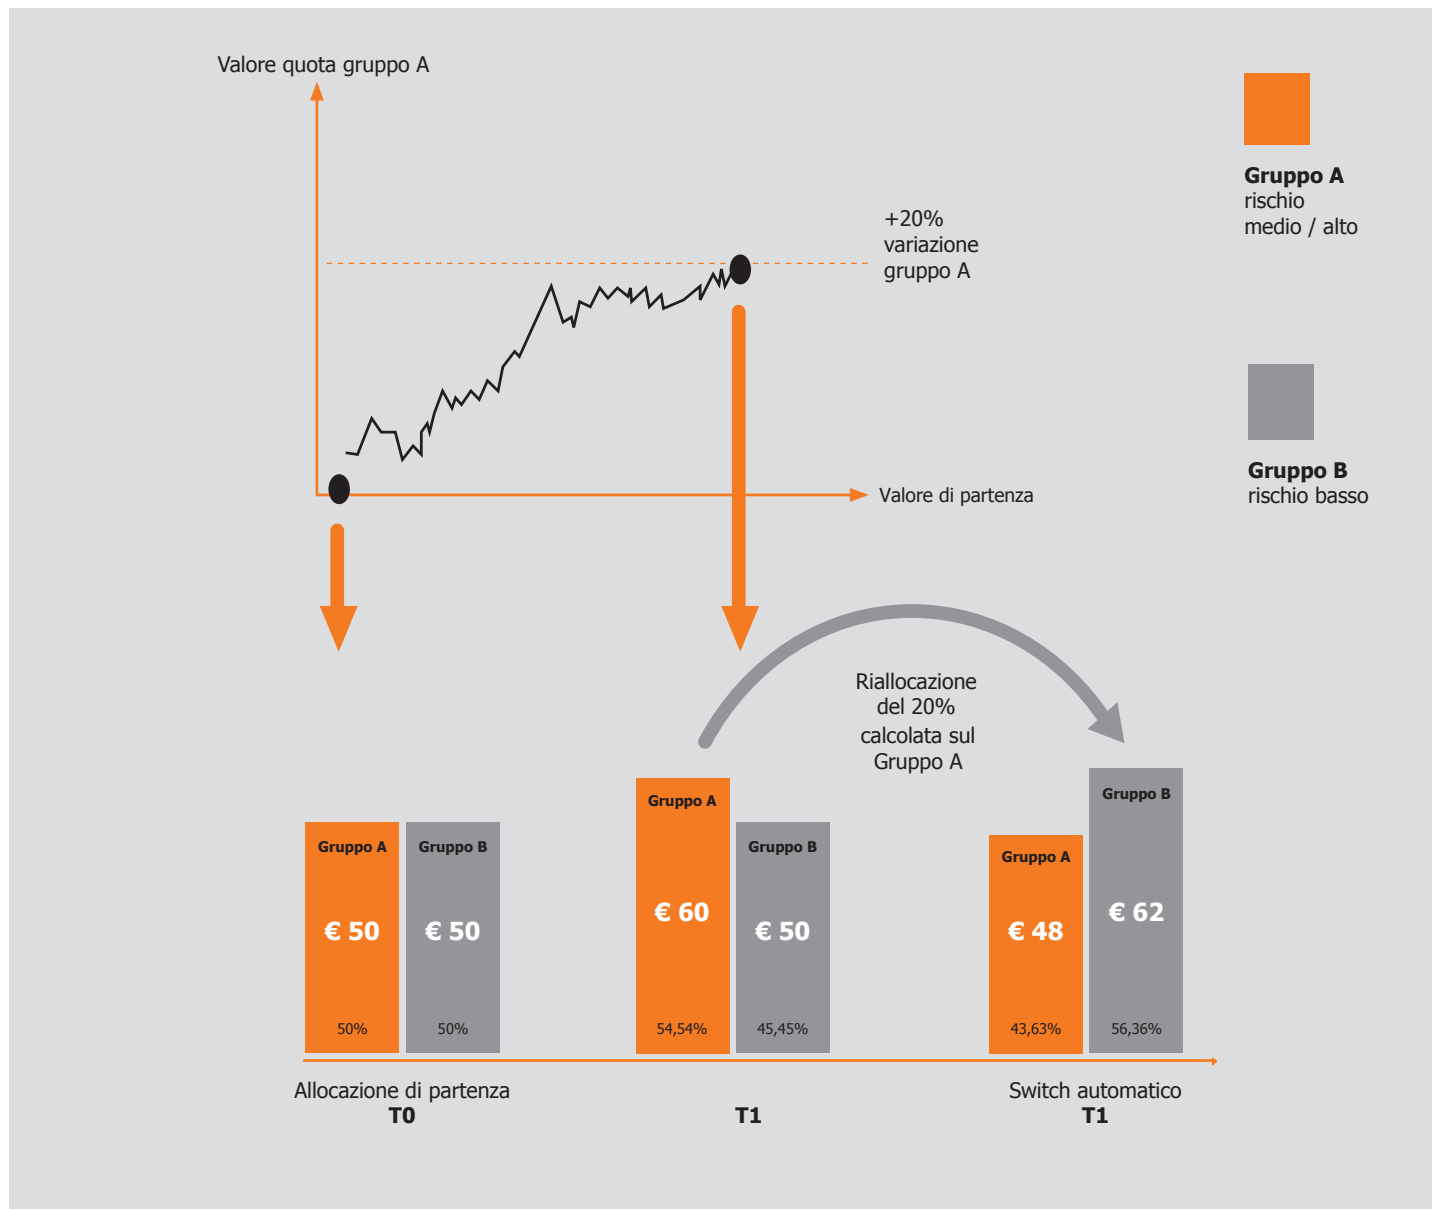 Valore quota gruppo A
+20%
variazione
gruppo A
Valore di partenza
Gruppo A
rischio
medio / alto
Gruppo B
rischio basso
Riallocazione
del 20%
calcolata sul
Gruppo A
Gruppo A
€ 50
50%
Gruppo B
€ 50
50%
Gruppo A
€ 60
54,54%
Gruppo B
€ 50
45,45%
Gruppo A
€ 48
43,63%
Gruppo B
€ 62
56,36%
Allocazione di partenza
T0
T1
Switch automatico
T1